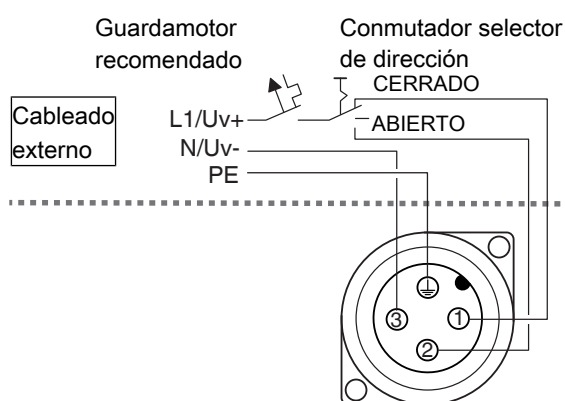 Guardamotor
recomendado
Conmutador selector
de dirección
CERRADO
Cableado
externo
L1/Uv+
ABIERTO
N/Uv-
PE
3
1
2